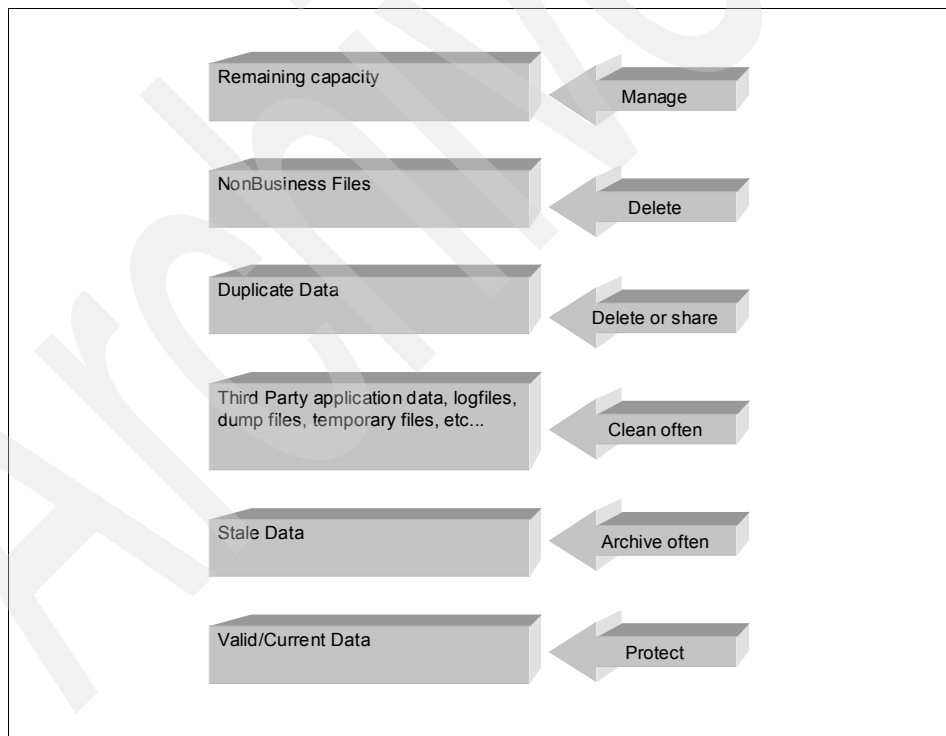 Remaining capacity
Manage
NonBusiness Files
Delete
Duplicate Data
Delete or share
Third Party application data, logfiles,
dump files, temporary files, etc...
Clean often
Stale Data
Archive often
Valid/Current Data
Protect